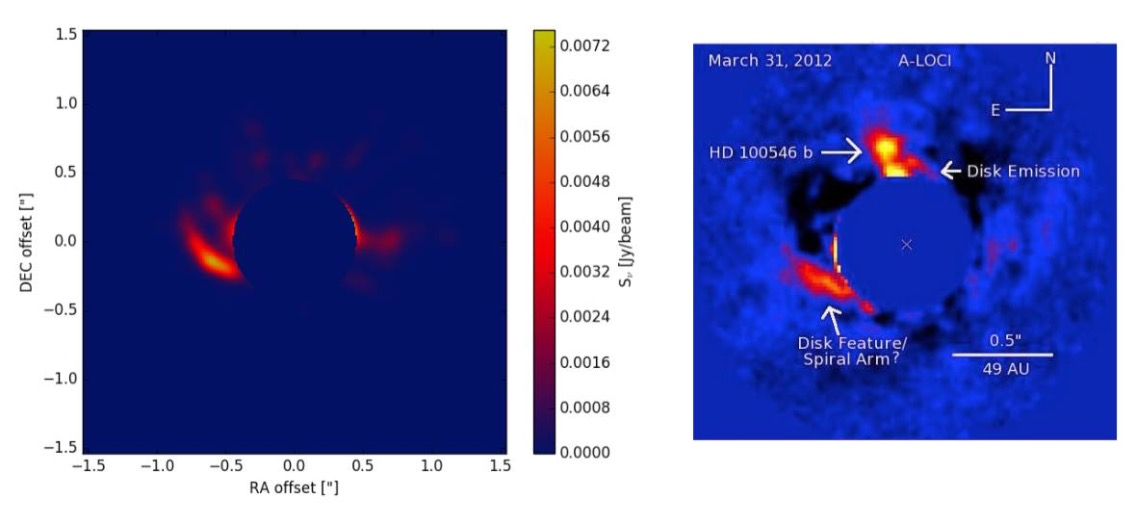 1.5
1.0
0.5
0.0
−0.5
−1.0
−1.5
DEC offset ["]
−1.5 −1.0 −0.5 0.0 0.5 1.0 1.5
RA offset ["]
0.0072
0.0064
0.0056
0.0048
0.0040
0.0032
0.0024
0.0016
0.0008
0.0000
Sν [Jy/beam]
March 31, 2012 A-LOCI N
E
HD 100546 b
Disk Emission
Disk Feature/
Spiral Arm?
0.5"
49 AU